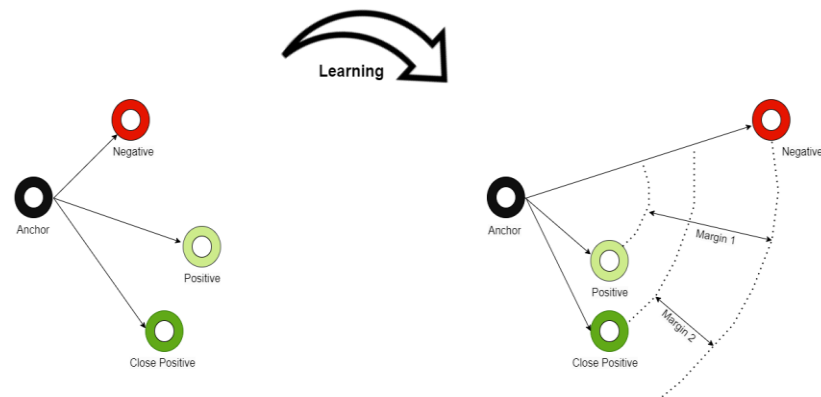 Learning
Negative
Anchor
Positive
Close Positive
Negative
Anchor
Margin 1
Positive
Margin 2
Close Positive